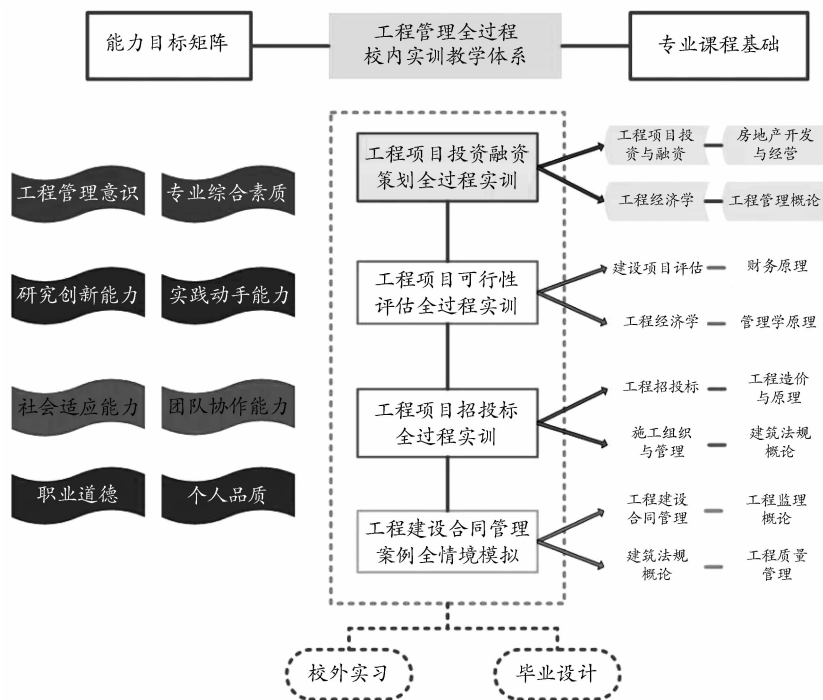 能力目标矩阵
工程管理全过程
校内实训教学体系
专业课程基础
工程管理意识
专业综合素质
研究创新能力
实践动手能力
社会适应能力
团队协作能力
职业道德
个人品质
工程项目投资融资
策划全过程实训
工程项目投
资与融资
房地产开发
与经营
工程经济学
工程管理概论
工程项目可行性
评估全过程实训
建设项目评估
财务原理
工程经济学
管理学原理
工程项目招投标
全过程实训
工程招投标
工程造价
与原理
施工组织
与管理
建筑法规
概论
工程建设合同管理
案例全情境模拟
工程建设
合同管理
工程监理
概论
建筑法规
概论
工程质量
管理
校外实习
毕业设计